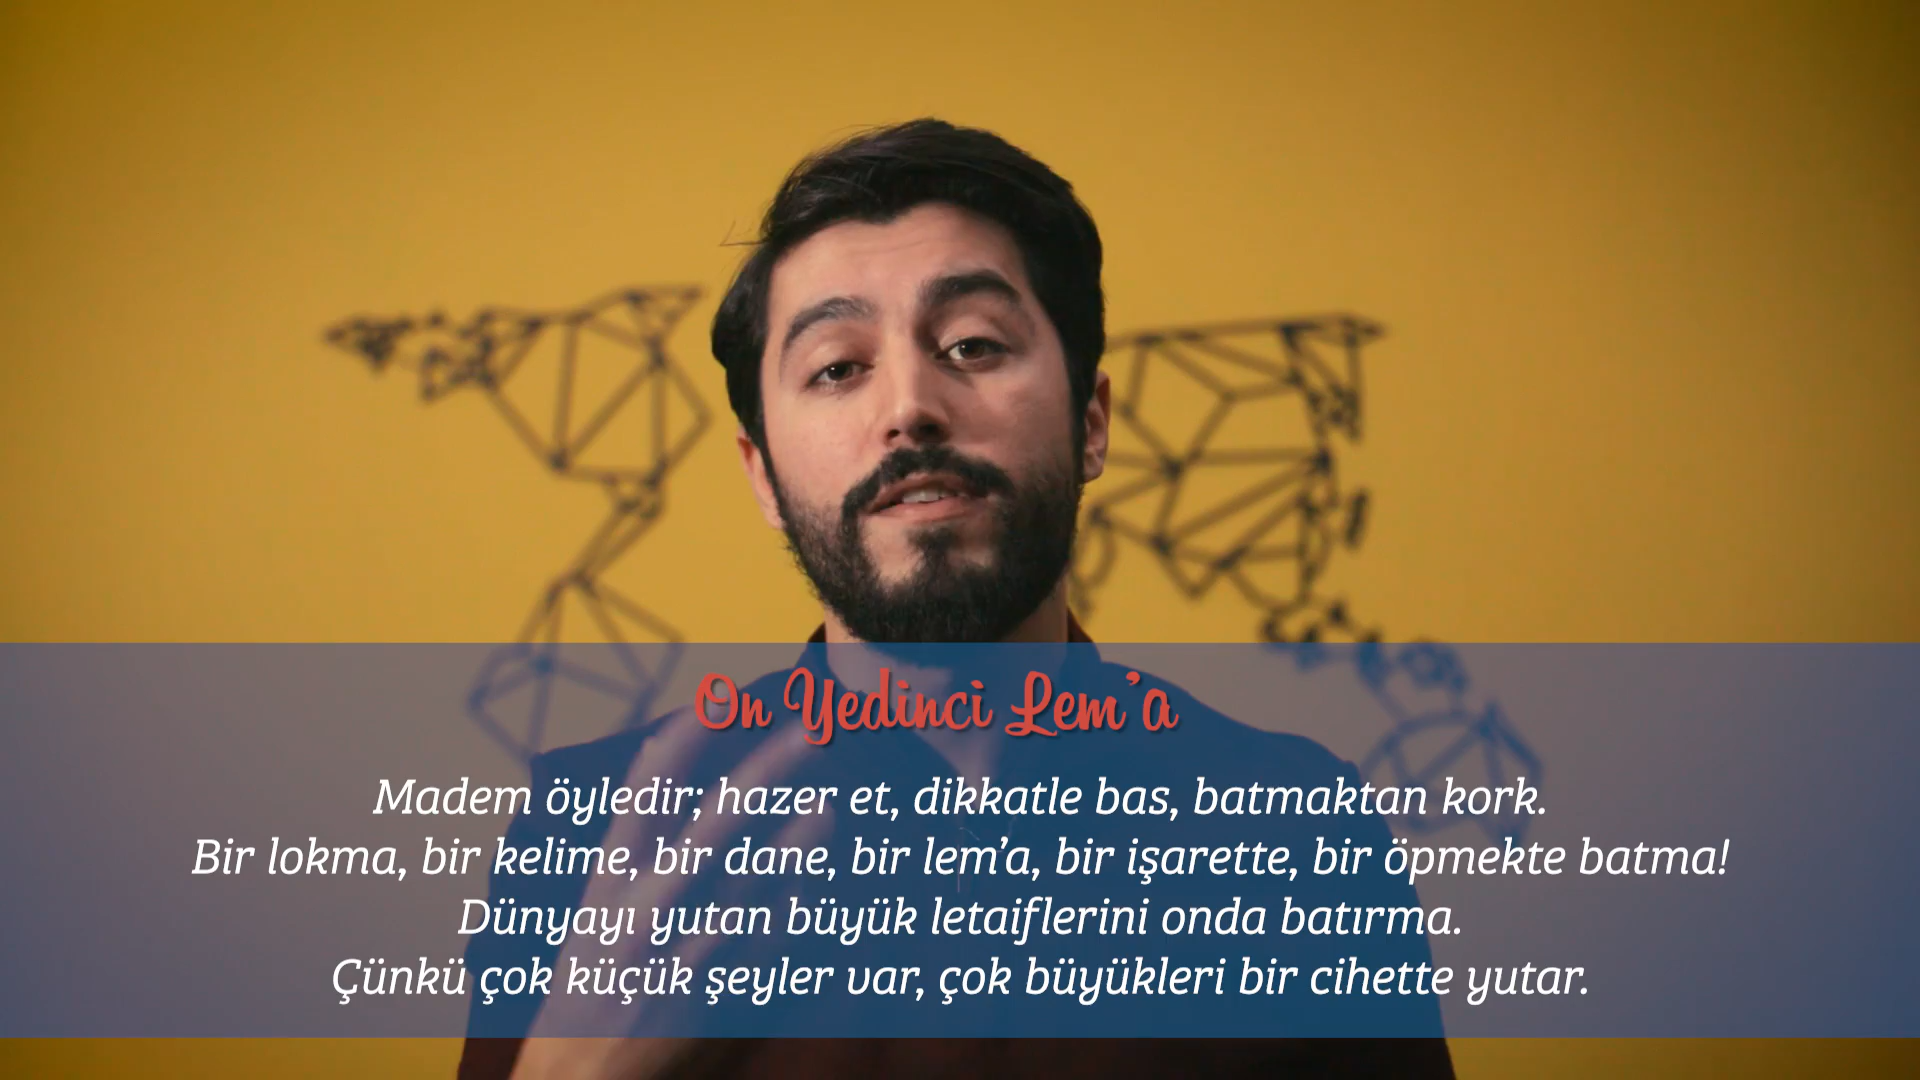 On Yedinci Lem'a
Madem öyledir; hazer et, dikkatle bas, batmaktan kork.
Bir lokma, bir kelime, bir dane, bir lem'a, bir işarette, bir öpmekte batma!
Dünyayı yutan büyük letaiflerini onda batırma.
Çünkü çok küçük şeyler var, çok büyükleri bir cihette yutar.